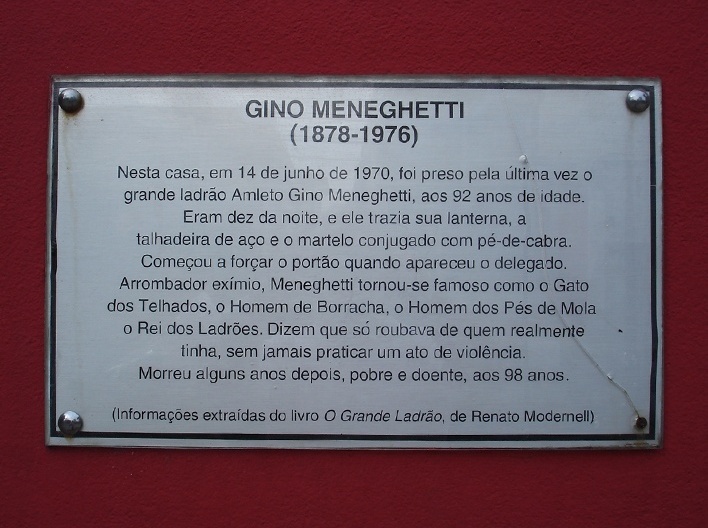 GINO MENEGHETTI
(1878-1976)
Nesta casa, em 14 de junho de 1970, foi preso pela última vez o
grande ladrão Amleto Gino Meneghetti, aos 92 anos de idade.
Eram dez da noite, e ele trazia sua lanterna, a
talhadeira de aço e o martelo conjugado com pé-de-cabra.
Começou a forçar o portão quando apareceu o delegado.
Arrombador exímio, Meneghetti tornou-se famoso como o Gato
dos Telhados, o Homem de Borracha, o Homem dos Pés de Mola
o Rei dos Ladrões. Dizem que só roubava de quem realmente
tinha, sem jamais praticar um ato de violência.
Morreu alguns anos depois, pobre e doente, aos 98 anos.
(Informações extraídas do livro O Grande Ladrão, de Renato Modernell)